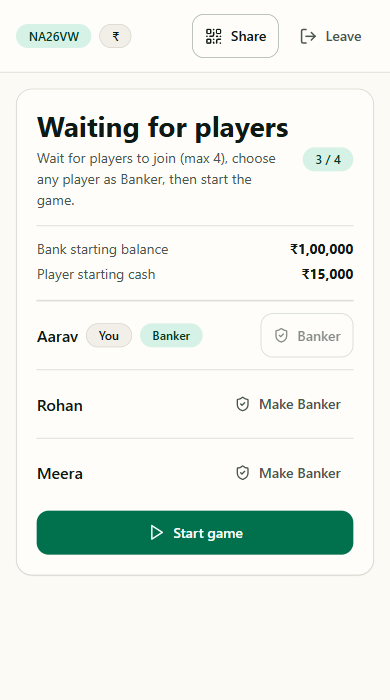 NA26VW ₹ Share Leave
Waiting for players
Wait for players to join (max 4), choose
any player as Banker, then start the
game.
3 / 4
Bank starting balance ₹1,00,000
Player starting cash ₹15,000
Aarav You Banker Banker
Rohan Make Banker
Meera Make Banker
Start game